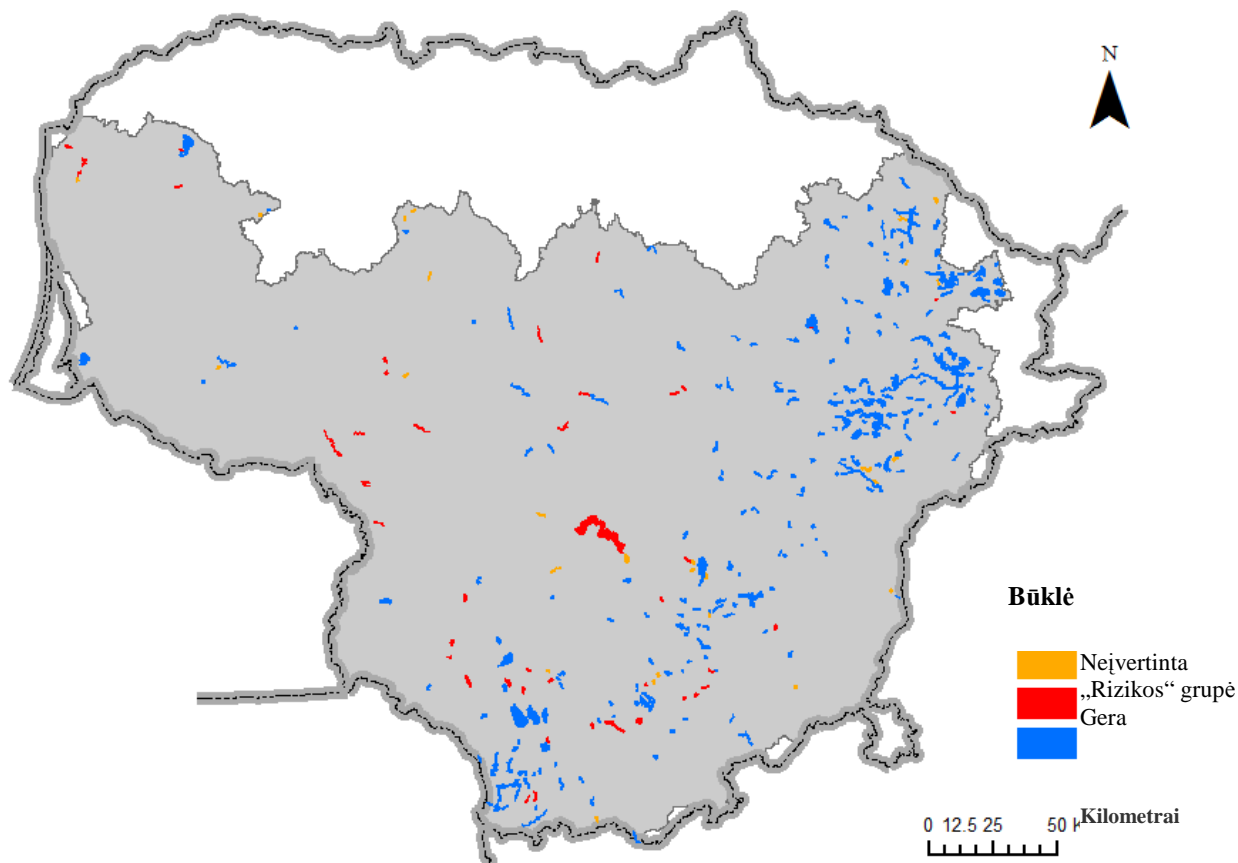 N
Būklė
Neįvertinta
„Rizikos“ grupė
Gera
Kilometrai
0 12.5 25 50 K